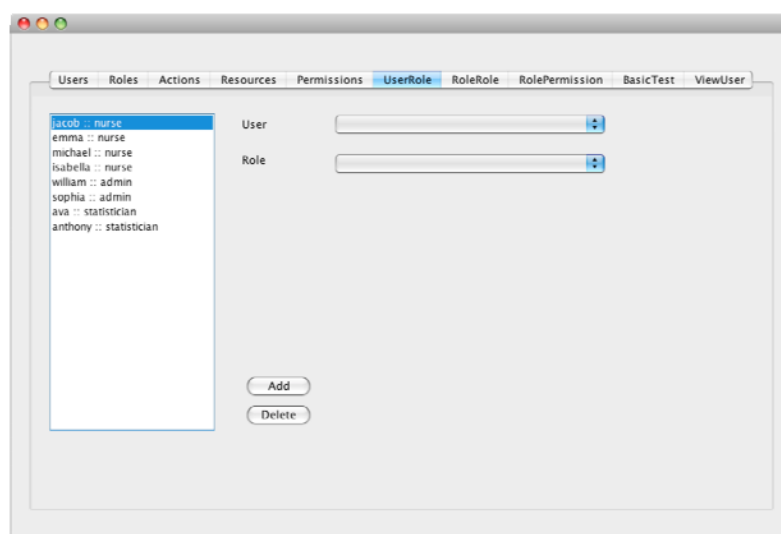 Users Roles Actions Resources Permissions UserRole RoleRole RolePermission BasicTest ViewUser
jacob :: nurse
emma :: nurse
michael :: nurse
isabella :: nurse
william :: admin
sophia :: admin
ava :: statistician
anthony :: statistician
User
Role
Add
Delete